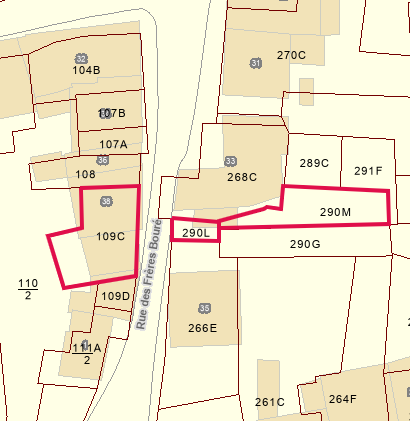 32
104B
31
270C
107B
107A
36
108
33
268C
289C
291F
38
109C
290L
290M
290G
Rue des Frères Bouré
110
2
109D
35
266E
111A
2
261C
264F